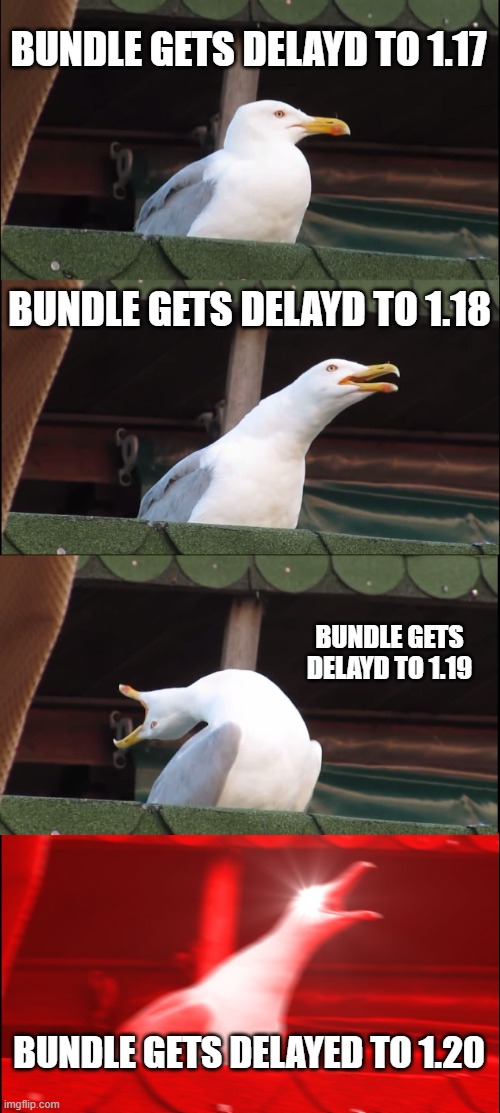 BUNDLE GETS DELAYD TO 1.17
BUNDLE GETS DELAYD TO 1.18
BUNDLE GETS
DELAYD TO 1.19
BUNDLE GETS DELAYED TO 1.20
imgflip.com